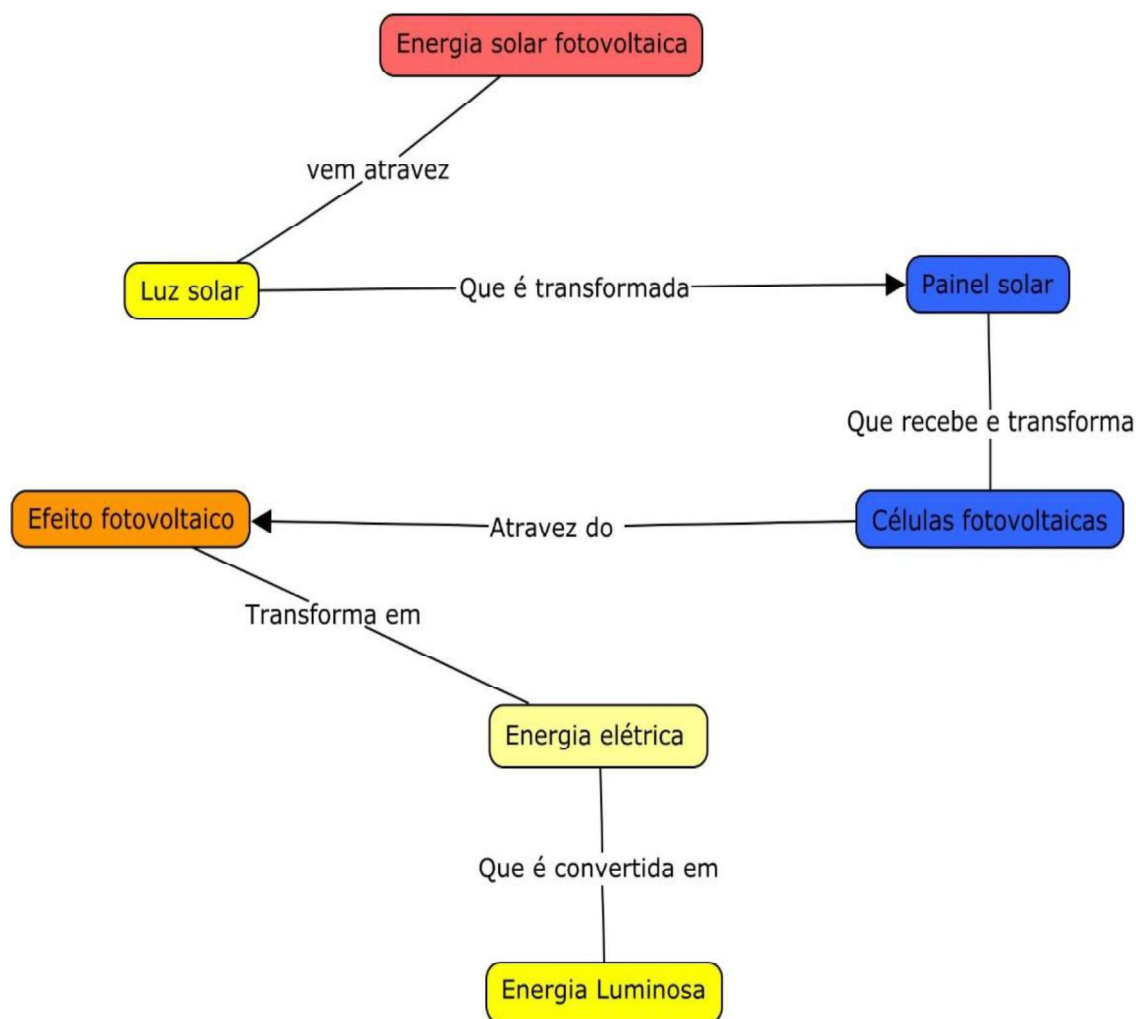 Energia solar fotovoltaica
vem atravez
Luz solar
Que é transformada
Painel solar
Que recebe e transforma
Células fotovoltaicas
Atravez do
Efeito fotovoltaico
Transforma em
Energia elétrica
Que é convertida em
Energia Luminosa